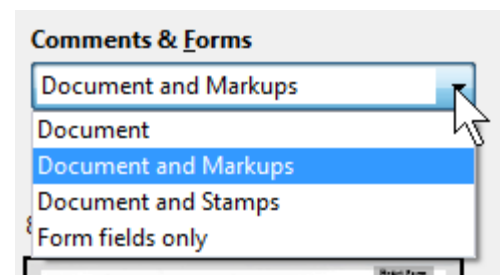 Comments & Forms
Document and Markups
Document
Document and Markups
Document and Stamps
Form fields only